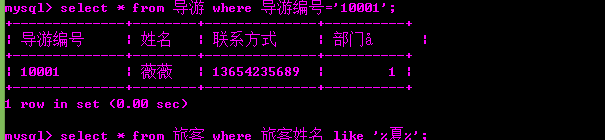 mysql> select * from 导游 where 导游编号='10001';
+----------+------+-------------+--------+
| 导游编号 | 姓名 | 联系方式 | 部门å |
+----------+------+-------------+--------+
| 10001 | 薇薇 | 13654235689 | 1 |
+----------+------+-------------+--------+
1 row in set (0.00 sec)
mysql> select * from 旅客 where 旅客姓名 like '%夏%';